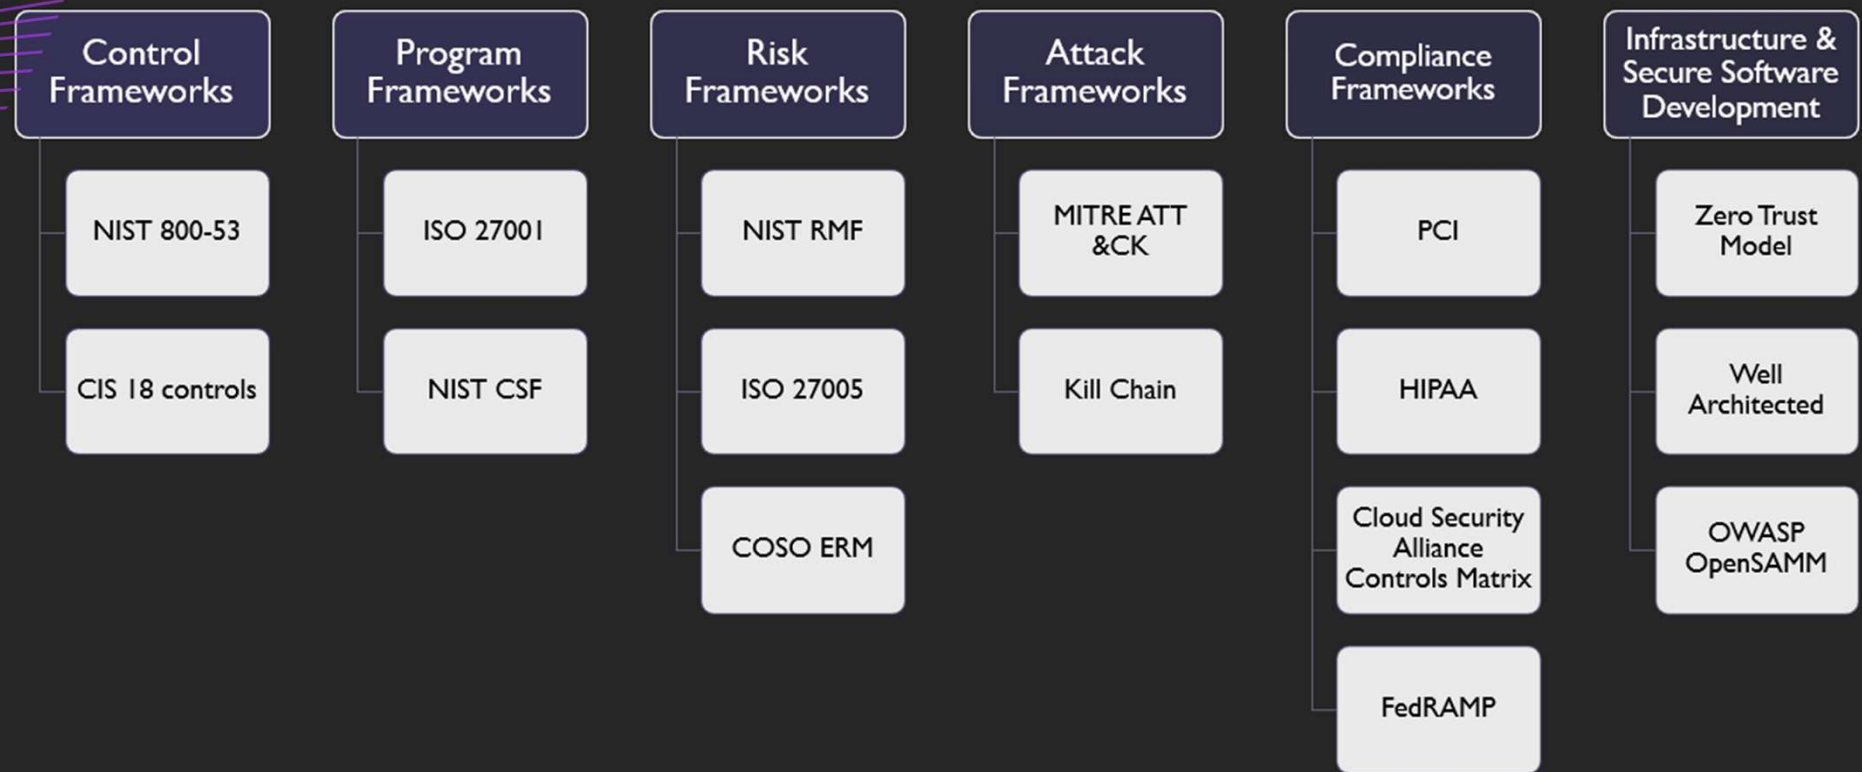 Control
Frameworks
NIST 800-53
CIS 18 controls
Program
Frameworks
ISO 27001
NIST CSF
Risk
Frameworks
NIST RMF
ISO 27005
COSO ERM
Attack
Frameworks
MITRE ATT
&CK
Kill Chain
Compliance
Frameworks
PCI
HIPAA
Cloud Security
Alliance
Controls Matrix
FedRAMP
Infrastructure &
Secure Software
Development
Zero Trust
Model
Well
Architected
OWASP
OpenSAMM